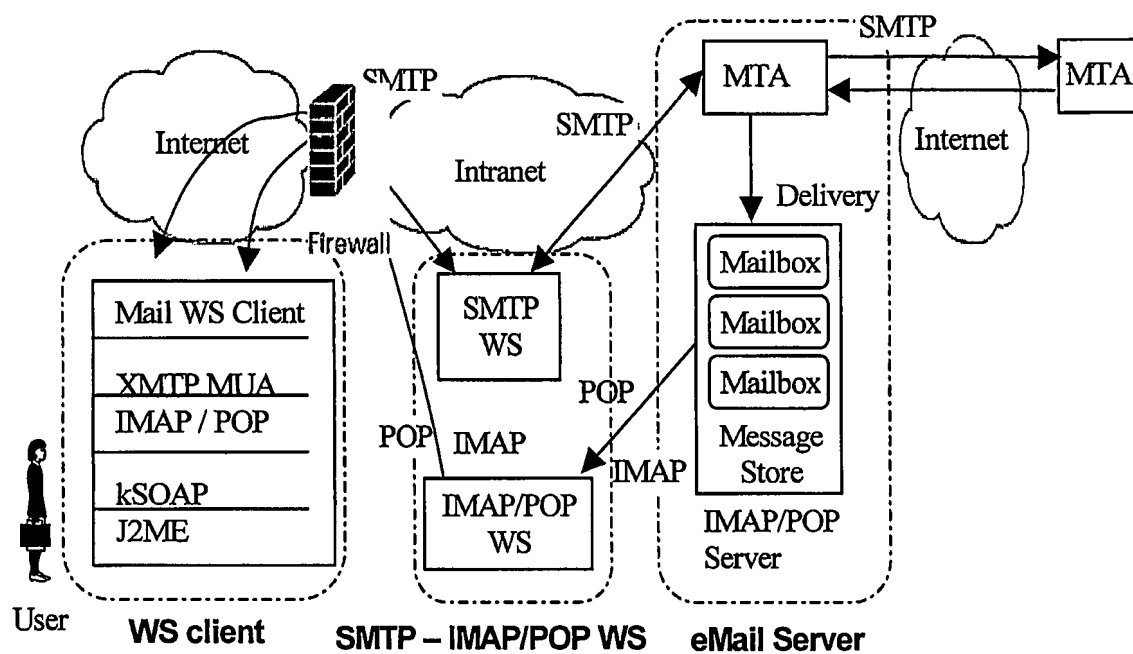 SMTP
SMTP
MTA
MTA
Internet
SMTP
Internet
Intranet
Delivery
Firewall
Mail WS Client
XMTP MUA
IMAP / POP
kSOAP
J2ME
SMTP
WS
Mailbox
Mailbox
Mailbox
Message
Store
POP
POP
IMAP
IMAP
IMAP/POP
WS
IMAP/POP
Server
User
WS client
SMTP – IMAP/POP WS
eMail Server